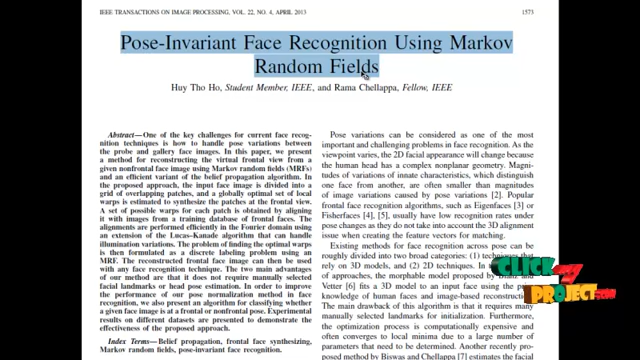 IEEE TRANSACTIONS ON IMAGE PROCESSING, VOL. 22, NO. 4, APRIL 2013
1573
Pose-Invariant Face Recognition Using Markov
Random Fields
Huy Tho Ho, Student Member, IEEE, and Rama Chellappa, Fellow, IEEE
Abstract—One of the key challenges for current face recog-
nition techniques is how to handle pose variations between
the probe and gallery face images. In this paper, we present
a method for reconstructing the virtual frontal view from a
given nonfrontal face image using Markov random fields (MRFs)
and an efficient variant of the belief propagation algorithm. In
the proposed approach, the input face image is divided into a
grid of overlapping patches, and a globally optimal set of local
warps is estimated to synthesize the patches at the frontal view.
A set of possible warps for each patch is obtained by aligning
it with images from a training database of frontal faces. The
alignments are performed efficiently in the Fourier domain using
an extension of the Lucas–Kanade algorithm that can handle
illumination variations. The problem of finding the optimal warps
is then formulated as a discrete labeling problem using an
MRF. The reconstructed frontal face image can then be used
with any face recognition technique. The two main advantages
of our method are that it does not require manually selected
facial landmarks or head pose estimation. In order to improve
the performance of our pose normalization method in face
recognition, we also present an algorithm for classifying whether
a given face image is at a frontal or nonfrontal pose. Experimental
results on different datasets are presented to demonstrate the
effectiveness of the proposed approach.
Index Terms—Belief propagation, frontal face synthesizing,
Markov random fields, pose-invariant face recognition.
Pose variations can be considered as one of the most
important and challenging problems in face recognition. As the
viewpoint varies, the 2D facial appearance will change because
the human head has a complex nonplanar geometry. Magni-
tudes of variations of innate characteristics, which distinguish
one face from another, are often smaller than magnitudes
of image variations caused by pose variations [2]. Popular
frontal face recognition algorithms, such as Eigenfaces [3] or
Fisherfaces [4], [5], usually have low recognition rates under
pose changes as they do not take into account the 3D alignment
issue when creating the feature vectors for matching.
Existing methods for face recognition across pose can be
roughly divided into two broad categories: (1) techniques that
rely on 3D models, and (2) 2D techniques. In
of approaches, the morphable model proposed by
Vetter [6] fits a 3D model to an input face using the
knowledge of human faces and image-based
The main drawback of this algorithm is that it requires many
manually selected landmarks for initialization. Furthermore,
the optimization process is computationally expensive and
often converges to local minima due to a large number of
parameters that need to be determined. Another recently pro-
posed method by Biswas and Chellappa [7] estimates the facial
CLICK
my
PROJECT.COM